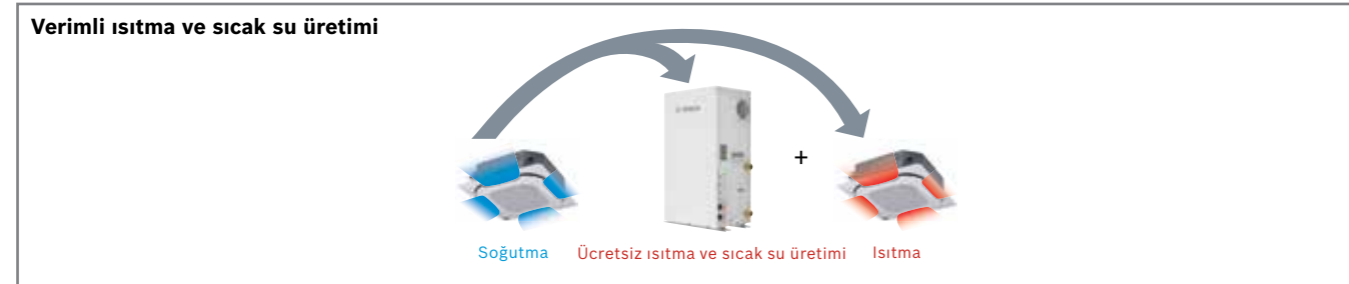 Verimli ısıtma ve sıcak su üretimi
+
Soğutma
Ücretsiz ısıtma ve sıcak su üretimi
Isıtma